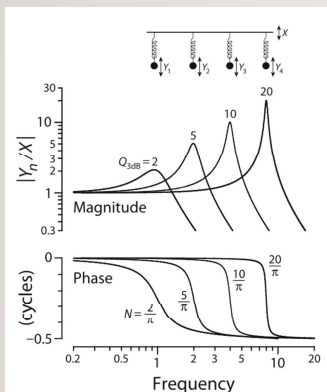 X
Y1 Y2 Y3 Y4
30
20
10
10
5
5
Q3dB = 2
3
2
1
0.5
0.3
|Yn/X|
Magnitude
0
Phase
20/π
10/π
5/π
N = 2/π
(cycles)
−0.5
0.2 0.5 1 2 3 5 10 20
Frequency